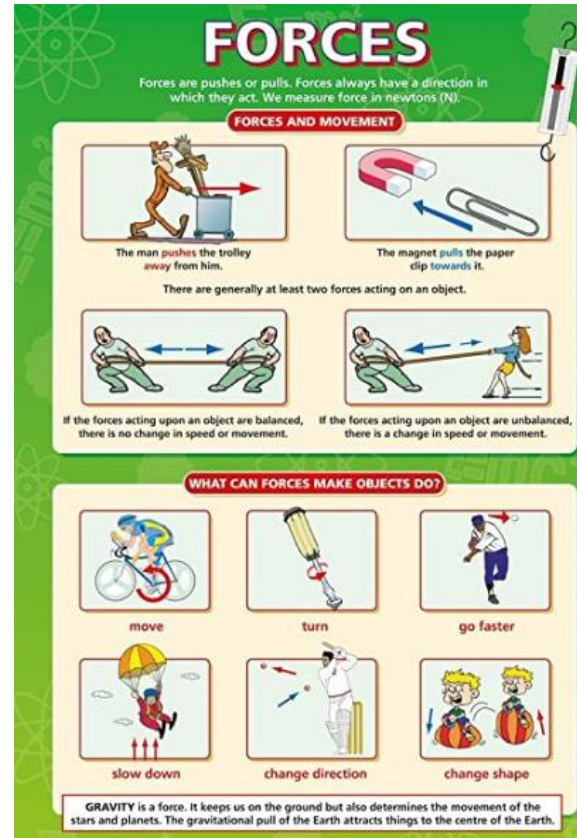 FORCES
Forces are pushes or pulls. Forces always have a direction in
which they act. We measure force in newtons (N).
FORCES AND MOVEMENT
The man pushes the trolley
away from him.
The magnet pulls the paper
clip towards it.
There are generally at least two forces acting on an object.
If the forces acting upon an object are balanced,
there is no change in speed or movement.
If the forces acting upon an object are unbalanced,
there is a change in speed or movement.
WHAT CAN FORCES MAKE OBJECTS DO?
move
turn
go faster
slow down
change direction
change shape
GRAVITY is a force. It keeps us on the ground but also determines the movement of the
stars and planets. The gravitational pull of the Earth attracts things to the centre of the Earth.